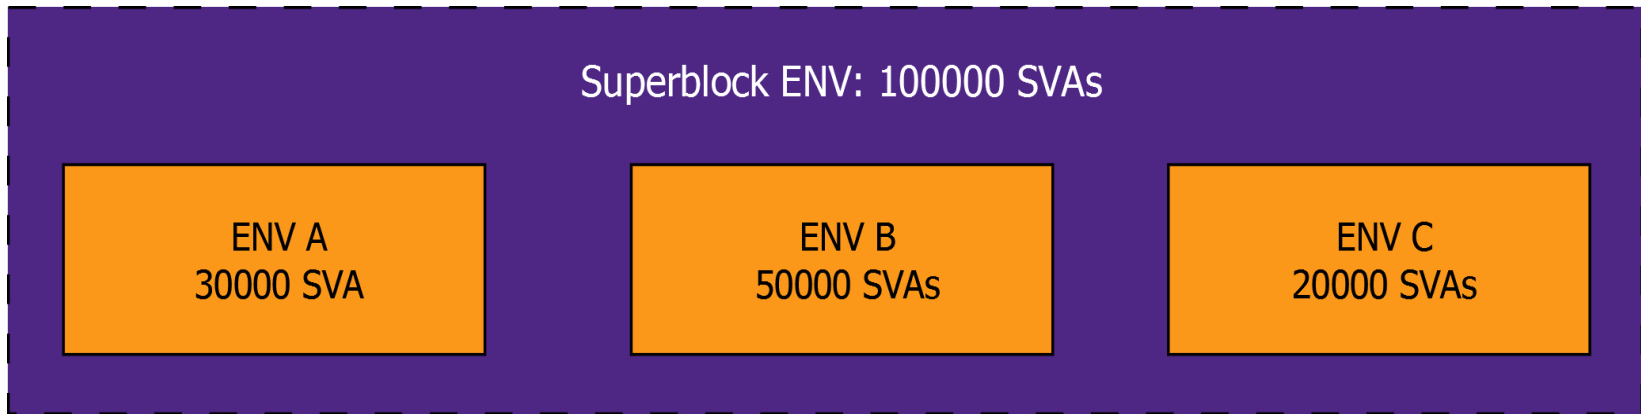 Superblock ENV: 100000 SVAs
ENV A
30000 SVA
ENV B
50000 SVAs
ENV C
20000 SVAs